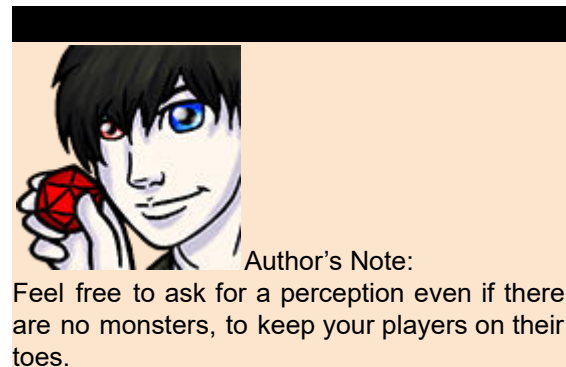 Author’s Note:
Feel free to ask for a perception even if there
are no monsters, to keep your players on their
toes.